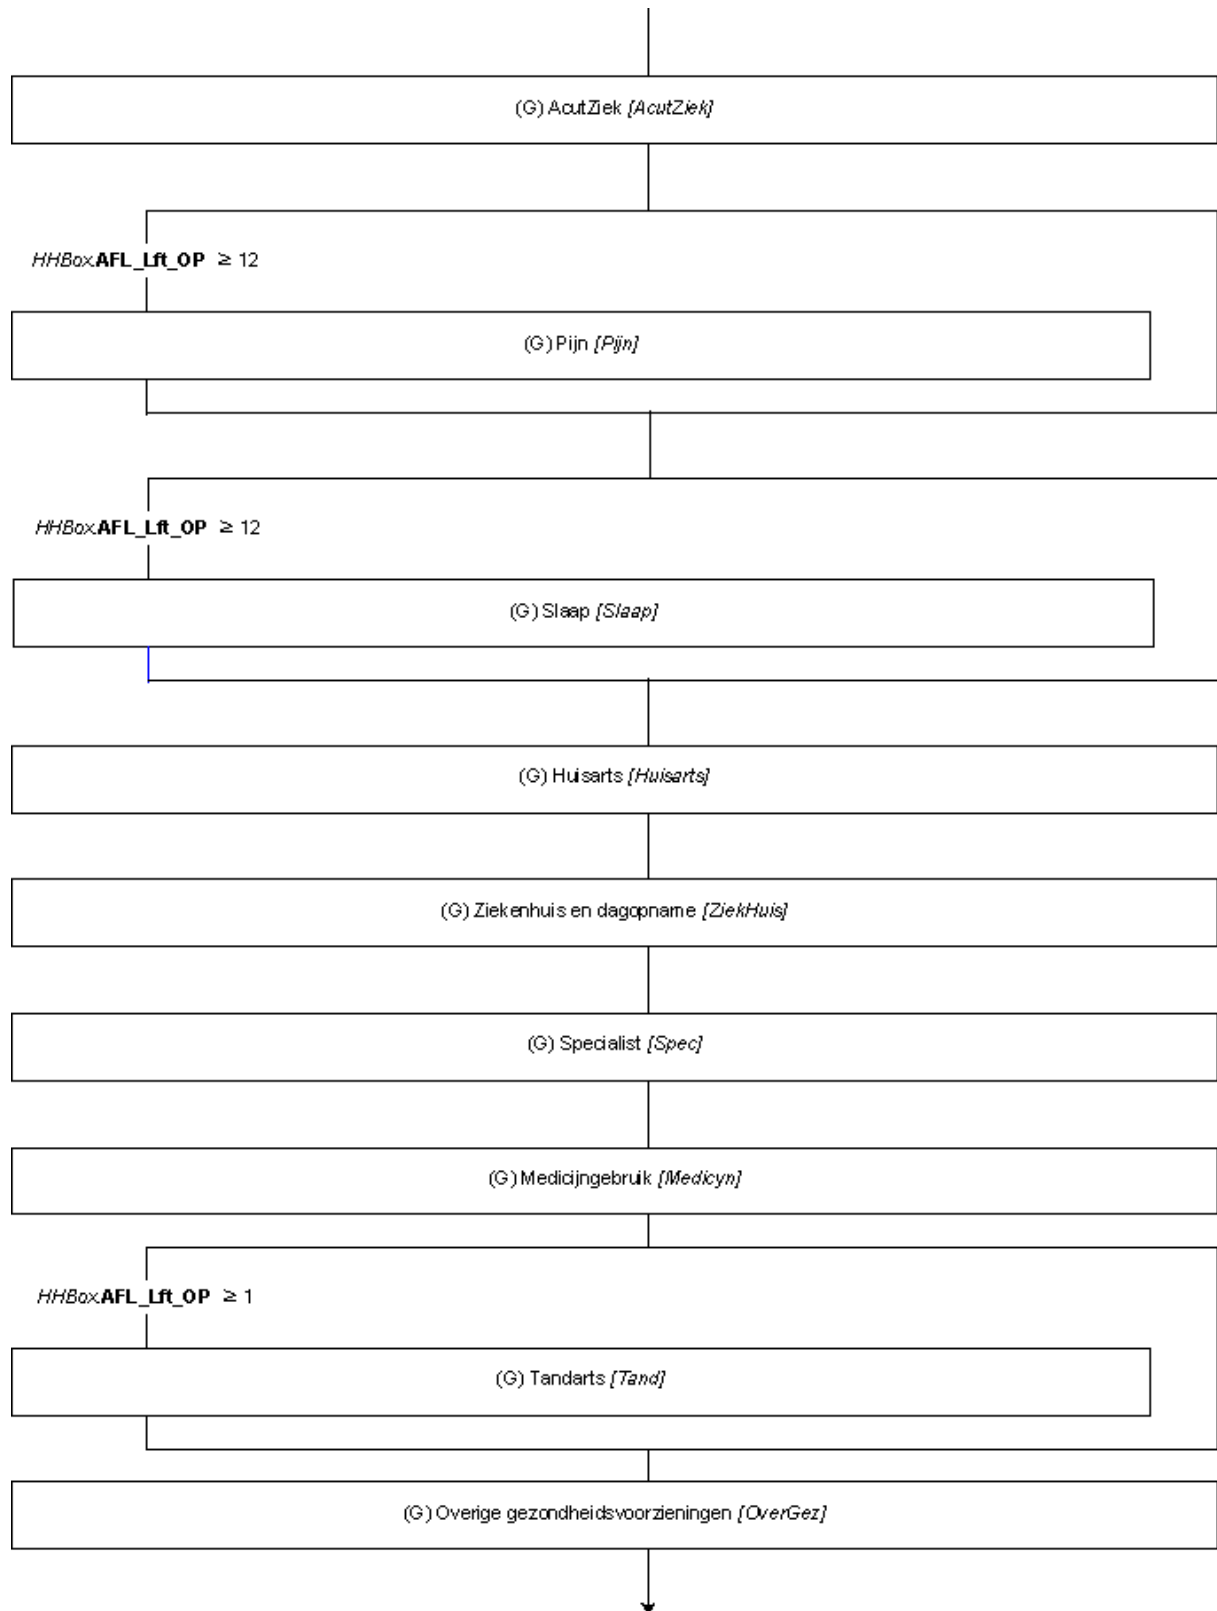 (G) AcutZiek [AcutZiek]
HHBox.AFL_Lft_OP ≥ 12
(G) Pijn [Pijn]
HHBox.AFL_Lft_OP ≥ 12
(G) Slaap [Slaap]
(G) Huisarts [Huisarts]
(G) Ziekenhuis en dagopname [ZiekHuis]
(G) Specialist [Spec]
(G) Medicijngebruik [Medicyn]
HHBox.AFL_Lft_OP ≥ 1
(G) Tandarts [Tand]
(G) Overige gezondheidsvoorzieningen [OverGez]